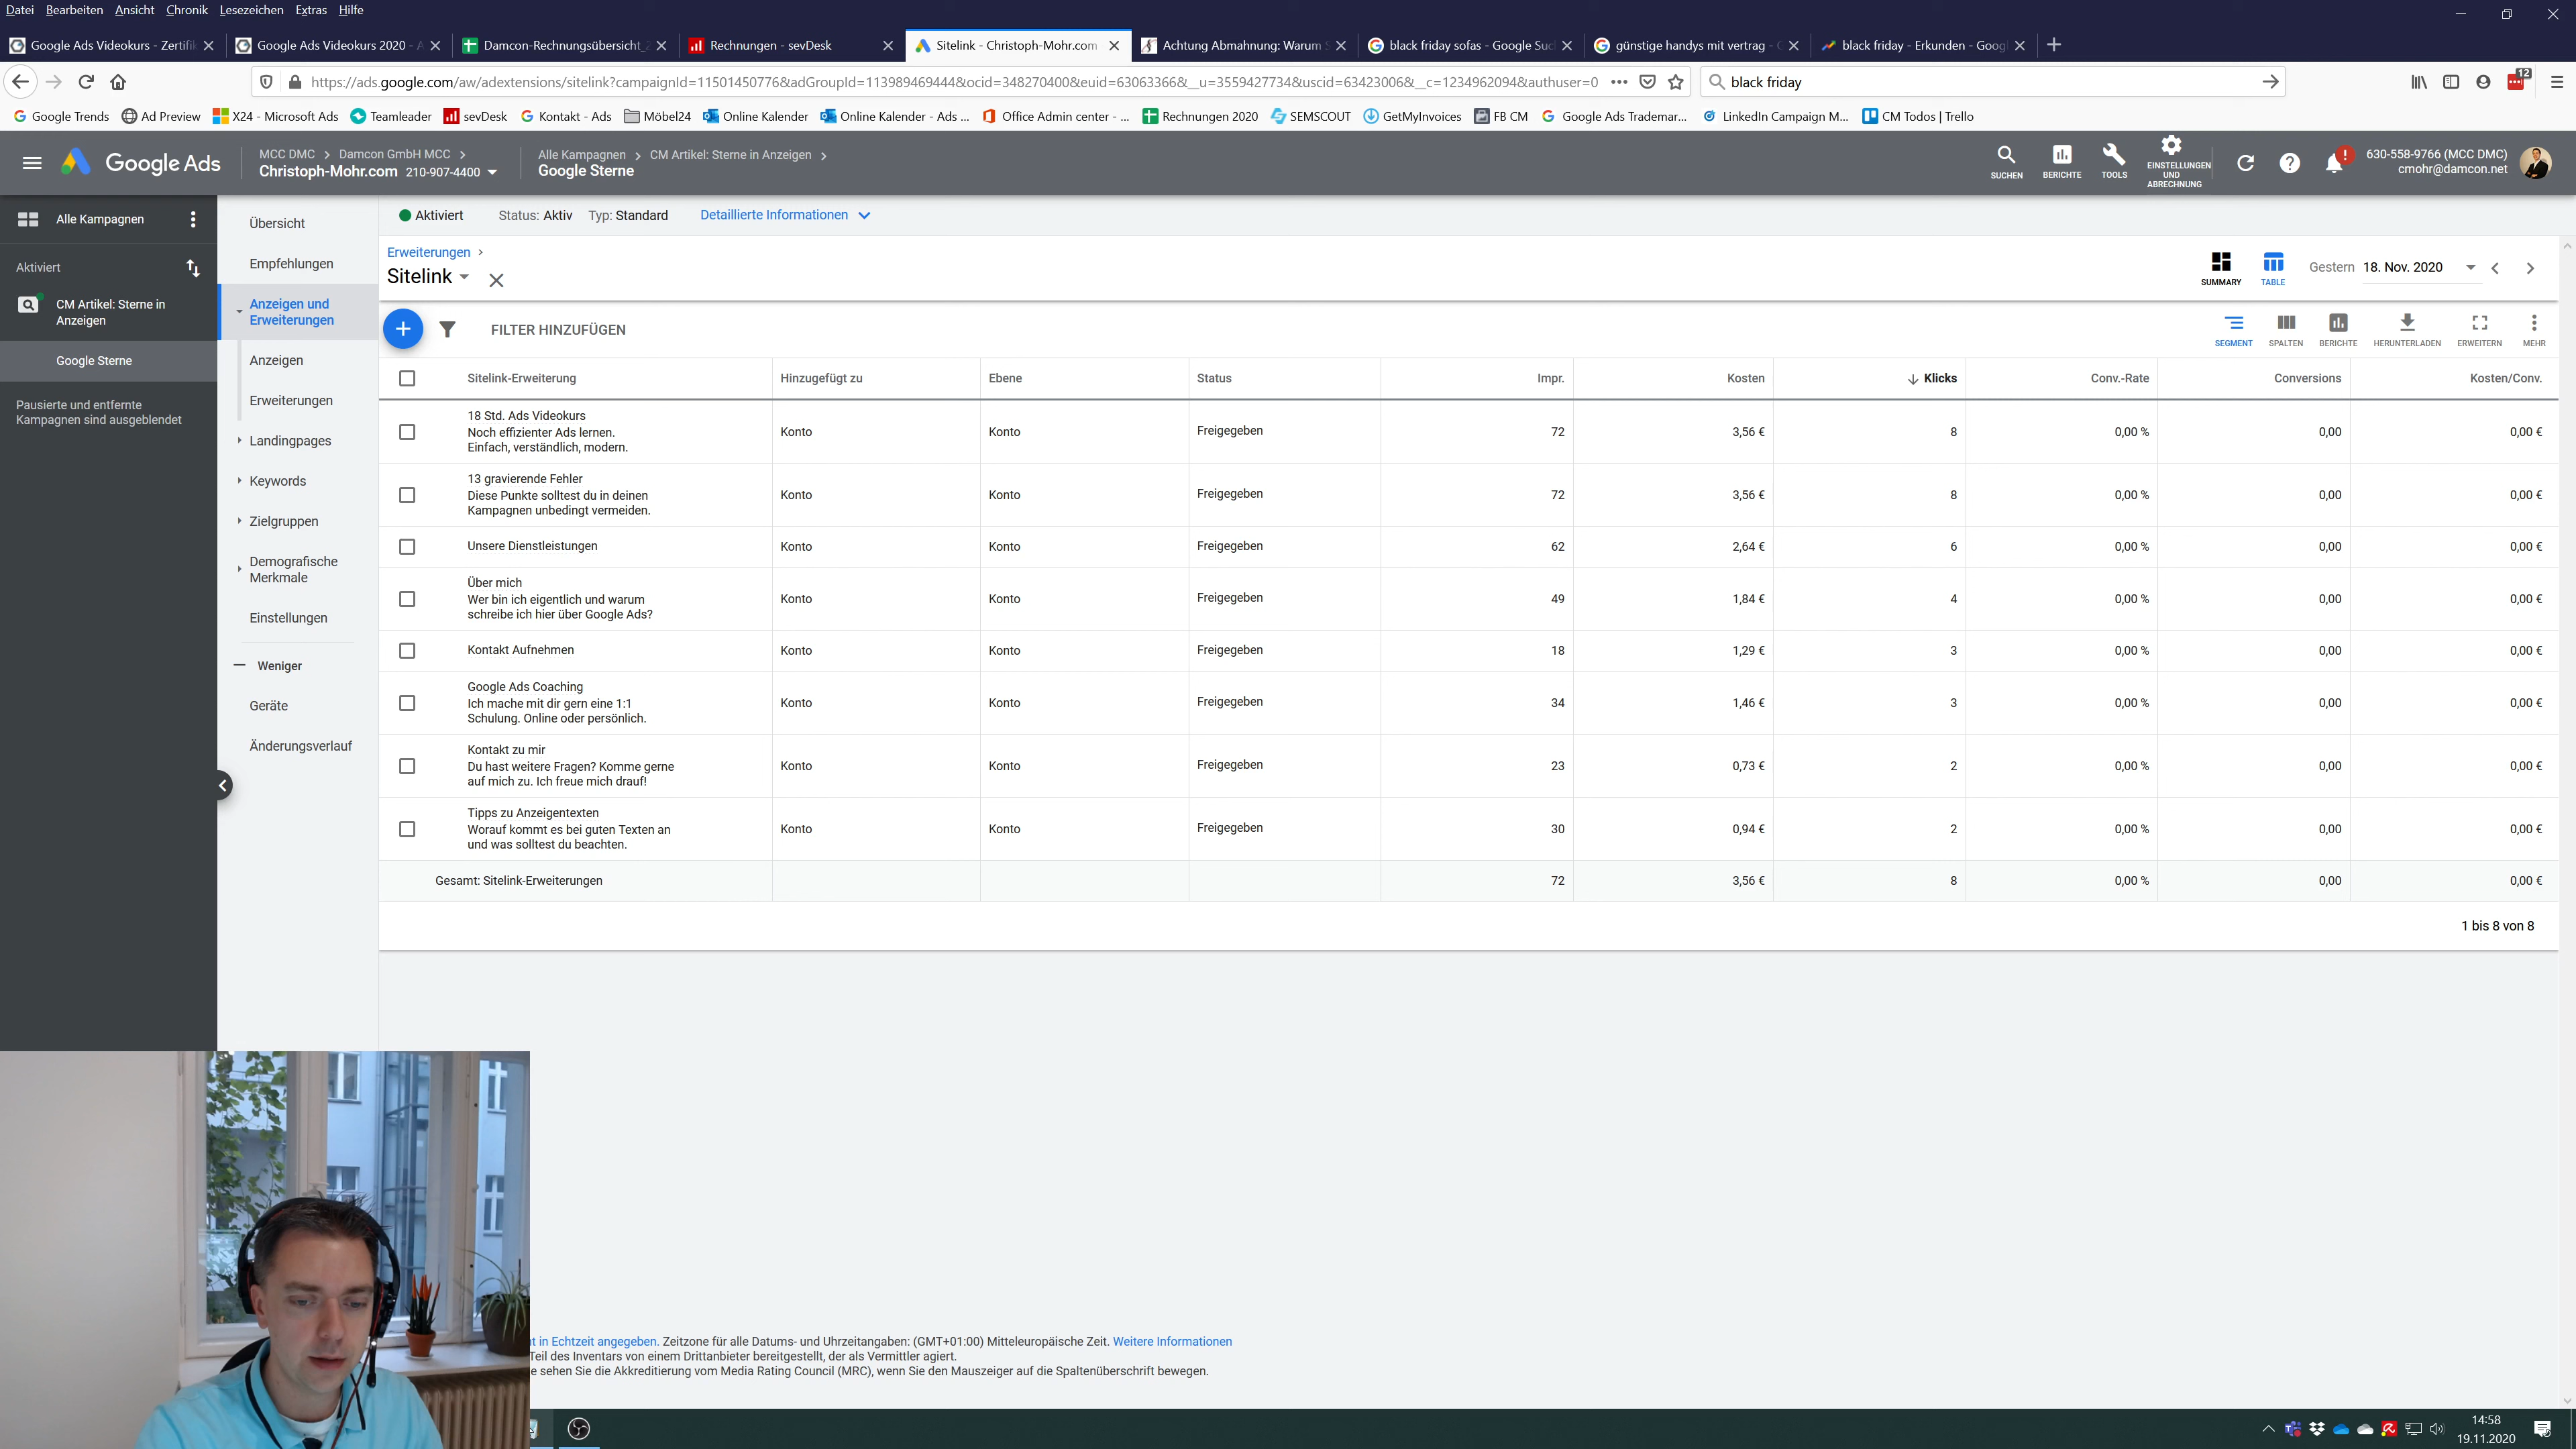 Datei Bearbeiten Ansicht Chronik Lesezeichen Extras Hilfe
Google Ads Videokurs - Zertifik
Google Ads Videokurs 2020 - A
Damcon-Rechnungsübersicht_2
Rechnungen - sevDesk
Sitelink - Christoph-Mohr.com
Achtung Abmahnung: Warum S
black friday sofas - Google Suc
günstige handys mit vertrag - G
black friday - Erkunden - Googl
https://ads.google.com/aw/adextensions/sitelink?campaignId=11501450776&adGroupId=113989469444&ocid=348270400&euid=63063366&__u=3559427734&uscid=63423006&__c=1234962094&authuser=0
black friday
12
Google Trends Ad Preview X24 - Microsoft Ads Teamleader sevDesk Kontakt - Ads Möbel24 Online Kalender Online Kalender - Ads ... Office Admin center - ... Rechnungen 2020 SEMSCOUT GetMyInvoices FB CM Google Ads Trademar... LinkedIn Campaign M... CM Todos | Trello
Google Ads
MCC DMC Damcon GmbH MCC
Christoph-Mohr.com 210-907-4400
Alle Kampagnen CM Artikel: Sterne in Anzeigen
Google Sterne
SUCHEN
BERICHTE
TOOLS
EINSTELLUNGEN
UND
ABRECHNUNG
630-558-9766 (MCC DMC)
cmohr@damcon.net
Alle Kampagnen
Aktiviert
CM Artikel: Sterne in
Anzeigen
Google Sterne
Pausierte und entfernte
Kampagnen sind ausgeblendet
Übersicht
Empfehlungen
Anzeigen und
Erweiterungen
Anzeigen
Erweiterungen
Landingpages
Keywords
Zielgruppen
Demografische
Merkmale
Einstellungen
Weniger
Geräte
Änderungsverlauf
Aktiviert Status: Aktiv Typ: Standard Detaillierte Informationen
Erweiterungen
Sitelink
SUMMARY
TABLE
Gestern 18. Nov. 2020
FILTER HINZUFÜGEN
SEGMENT SPALTEN BERICHTE HERUNTERLADEN ERWEITERN MEHR
Sitelink-Erweiterung Hinzugefügt zu Ebene Status Impr. Kosten Klicks Conv.-Rate Conversions Kosten/Conv.
18 Std. Ads Videokurs
Noch effizienter Ads lernen.
Einfach, verständlich, modern.
Konto Konto Freigegeben 72 3,56 € 8 0,00 % 0,00 0,00 €
13 gravierende Fehler
Diese Punkte solltest du in deinen
Kampagnen unbedingt vermeiden.
Konto Konto Freigegeben 72 3,56 € 8 0,00 % 0,00 0,00 €
Unsere Dienstleistungen Konto Konto Freigegeben 62 2,64 € 6 0,00 % 0,00 0,00 €
Über mich
Wer bin ich eigentlich und warum
schreibe ich hier über Google Ads?
Konto Konto Freigegeben 49 1,84 € 4 0,00 % 0,00 0,00 €
Kontakt Aufnehmen Konto Konto Freigegeben 18 1,29 € 3 0,00 % 0,00 0,00 €
Google Ads Coaching
Ich mache mit dir gern eine 1:1
Schulung. Online oder persönlich.
Konto Konto Freigegeben 34 1,46 € 3 0,00 % 0,00 0,00 €
Kontakt zu mir
Du hast weitere Fragen? Komme gerne
auf mich zu. Ich freue mich drauf!
Konto Konto Freigegeben 23 0,73 € 2 0,00 % 0,00 0,00 €
Tipps zu Anzeigentexten
Worauf kommt es bei guten Texten an
und was solltest du beachten.
Konto Konto Freigegeben 30 0,94 € 2 0,00 % 0,00 0,00 €
Gesamt: Sitelink-Erweiterungen 72 3,56 € 8 0,00 % 0,00 0,00 €
1 bis 8 von 8
t in Echtzeit angegeben. Zeitzone für alle Datums- und Uhrzeitangaben: (GMT+01:00) Mitteleuropäische Zeit. Weitere Informationen
Teil des Inventars von einem Drittanbieter bereitgestellt, der als Vermittler agiert.
e sehen Sie die Akkreditierung vom Media Rating Council (MRC), wenn Sie den Mauszeiger auf die Spaltenüberschrift bewegen.
14:58
19.11.2020